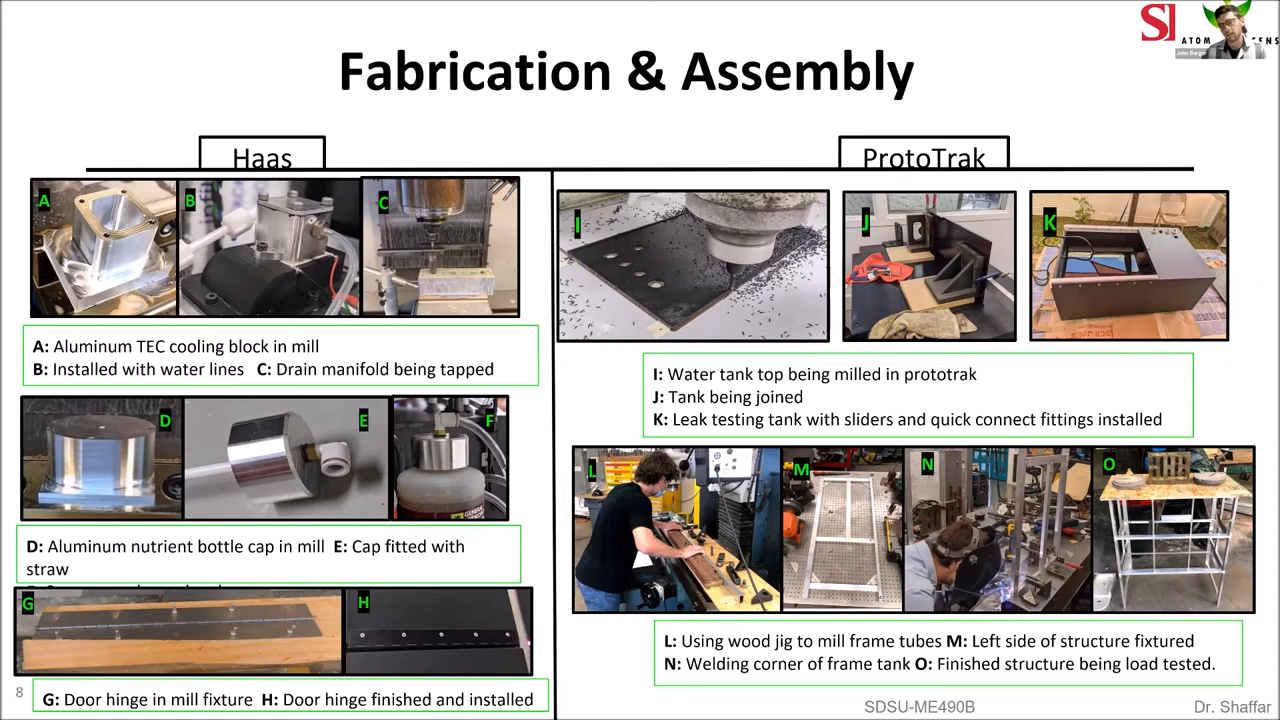 SI
ATOM
ENS
John Berger
Fabrication & Assembly
Haas
ProtoTrak
A
B
C
A: Aluminum TEC cooling block in mill
B: Installed with water lines C: Drain manifold being tapped
D
E
F
D: Aluminum nutrient bottle cap in mill E: Cap fitted with
straw
G
H
8
G: Door hinge in mill fixture H: Door hinge finished and installed
I
J
K
I: Water tank top being milled in prototrak
J: Tank being joined
K: Leak testing tank with sliders and quick connect fittings installed
L
M
N
O
L: Using wood jig to mill frame tubes M: Left side of structure fixtured
N: Welding corner of frame tank O: Finished structure being load tested.
SDSU-ME490B
Dr. Shaffar